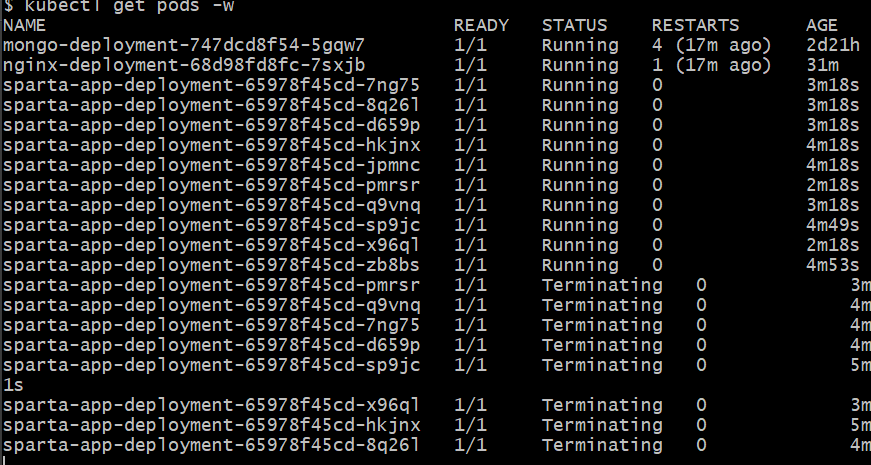 $ kubectl get pods -w
NAME READY STATUS RESTARTS AGE
mongo-deployment-747dcd8f54-5gqw7 1/1 Running 4 (17m ago) 2d21h
nginx-deployment-68d98fd8fc-7sxjb 1/1 Running 1 (17m ago) 31m
sparta-app-deployment-65978f45cd-7ng75 1/1 Running 0 3m18s
sparta-app-deployment-65978f45cd-8q26l 1/1 Running 0 3m18s
sparta-app-deployment-65978f45cd-d659p 1/1 Running 0 3m18s
sparta-app-deployment-65978f45cd-hkjnx 1/1 Running 0 4m18s
sparta-app-deployment-65978f45cd-jpmnc 1/1 Running 0 4m18s
sparta-app-deployment-65978f45cd-pmrsr 1/1 Running 0 2m18s
sparta-app-deployment-65978f45cd-q9vnq 1/1 Running 0 3m18s
sparta-app-deployment-65978f45cd-sp9jc 1/1 Running 0 4m49s
sparta-app-deployment-65978f45cd-x96ql 1/1 Running 0 2m18s
sparta-app-deployment-65978f45cd-zb8bs 1/1 Running 0 4m53s
sparta-app-deployment-65978f45cd-pmrsr 1/1 Terminating 0 3m
sparta-app-deployment-65978f45cd-q9vnq 1/1 Terminating 0 4m
sparta-app-deployment-65978f45cd-7ng75 1/1 Terminating 0 4m
sparta-app-deployment-65978f45cd-d659p 1/1 Terminating 0 4m
sparta-app-deployment-65978f45cd-sp9jc 1/1 Terminating 0 5m
1s
sparta-app-deployment-65978f45cd-x96ql 1/1 Terminating 0 3m
sparta-app-deployment-65978f45cd-hkjnx 1/1 Terminating 0 5m
sparta-app-deployment-65978f45cd-8q26l 1/1 Terminating 0 4m